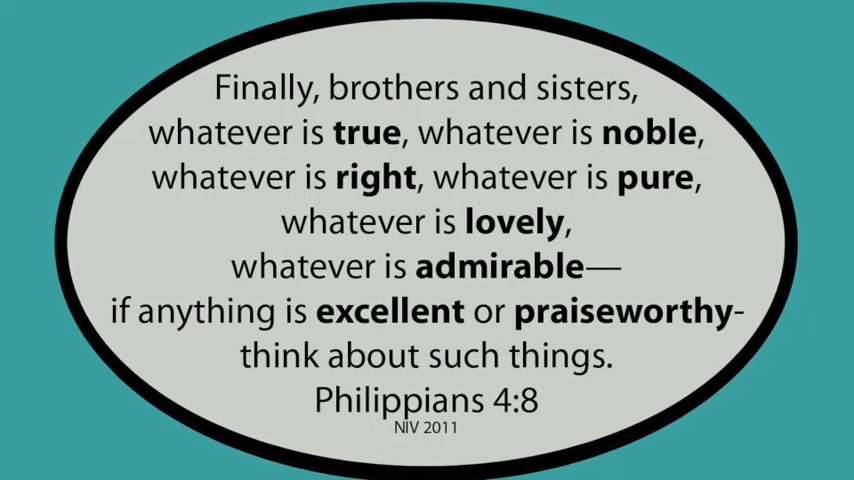 Finally, brothers and sisters,
whatever is true, whatever is noble,
whatever is right, whatever is pure,
whatever is lovely,
whatever is admirable—
if anything is excellent or praiseworthy-
think about such things.
Philippians 4:8
NIV 2011